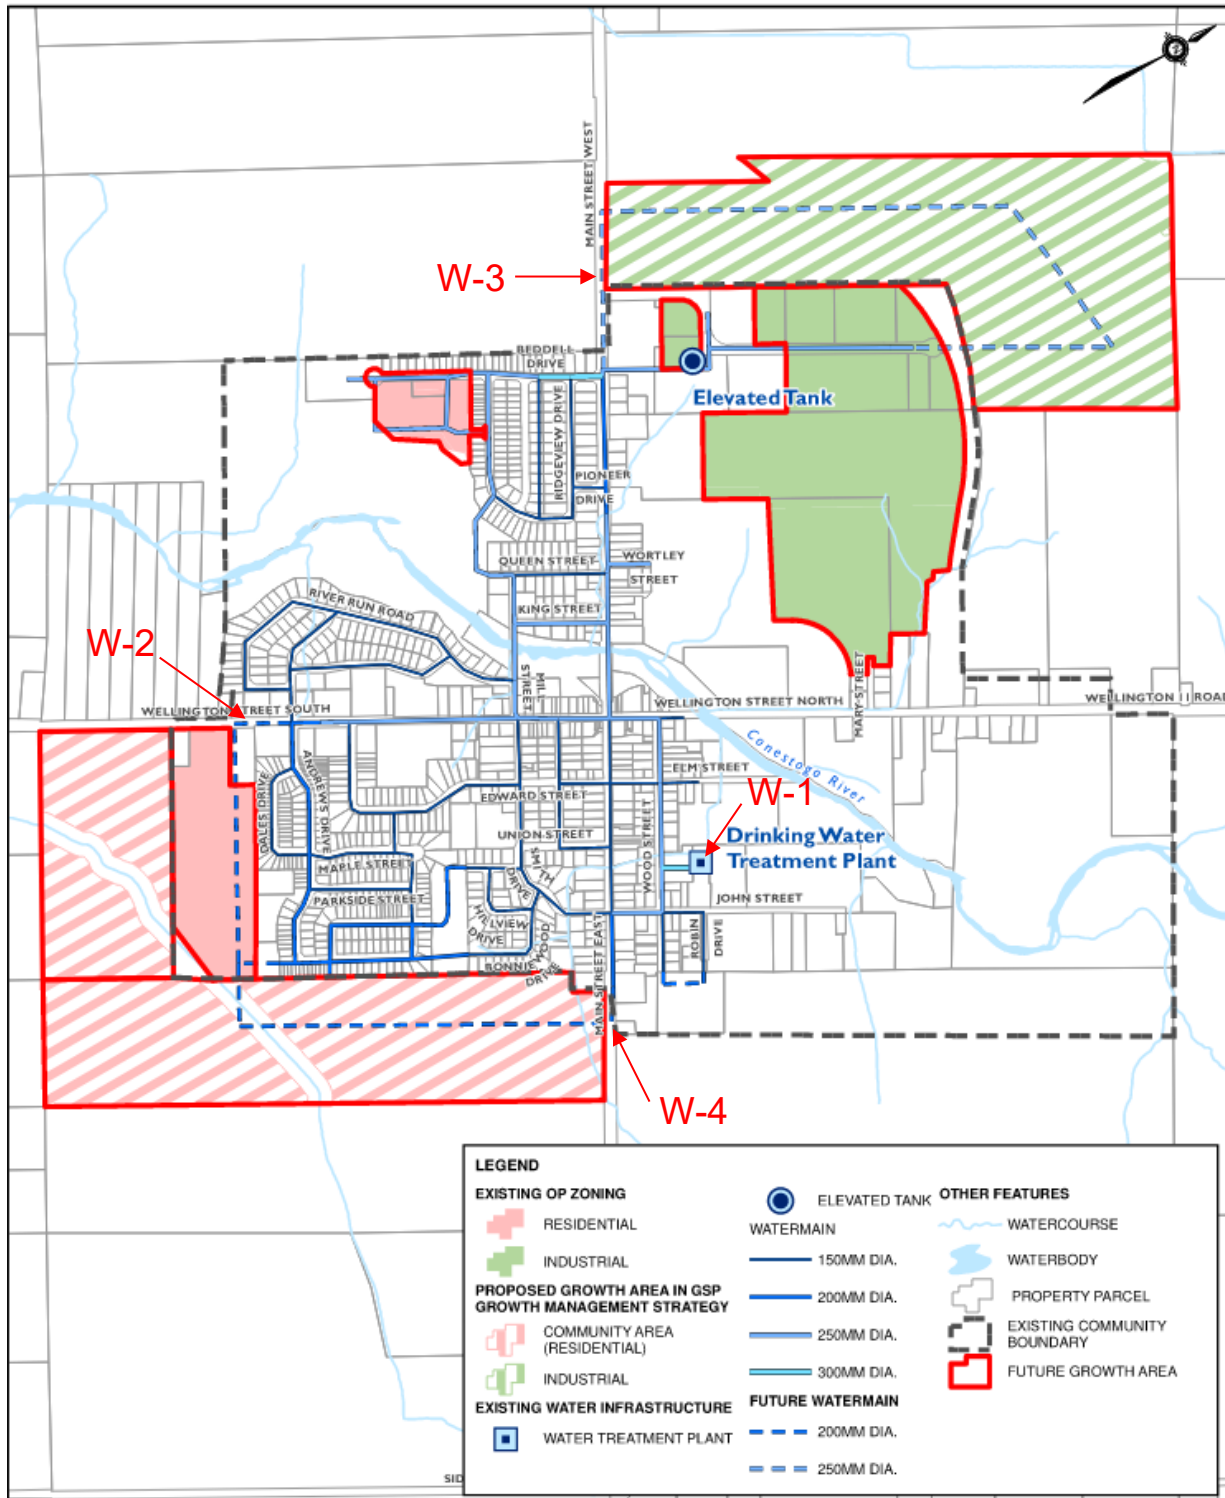 MAIN STREET WEST
W-3
BEDDELL
DRIVE
Elevated Tank
RIDGEVIEW DRIVE
PIONEER
DRIVE
QUEEN STREET
WORTLEY
STREET
KING STREET
RIVER RUN ROAD
W-2
MILL
STREET
MARY STREET
WELLINGTON STREET SOUTH
WELLINGTON STREET NORTH
WELLINGTON 11 ROAD
Conestogo River
ELM STREET
DALES DRIVE
ANDREWS DRIVE
EDWARD STREET
W-1
WOOD STREET
UNION STREET
Drinking Water
Treatment Plant
SMITH
DRIVE
MAPLE STREET
PARKSIDE STREET
JOHN STREET
HILLVIEW
DRIVE
BONNIEWOOD
DRIVE
MAIN STREET EAST
ROBIN
DRIVE
W-4
LEGEND
EXISTING OP ZONING
RESIDENTIAL
INDUSTRIAL
PROPOSED GROWTH AREA IN GSP
GROWTH MANAGEMENT STRATEGY
COMMUNITY AREA
(RESIDENTIAL)
INDUSTRIAL
EXISTING WATER INFRASTRUCTURE
WATER TREATMENT PLANT
ELEVATED TANK
WATERMAIN
150MM DIA.
200MM DIA.
250MM DIA.
300MM DIA.
FUTURE WATERMAIN
200MM DIA.
250MM DIA.
OTHER FEATURES
WATERCOURSE
WATERBODY
PROPERTY PARCEL
EXISTING COMMUNITY
BOUNDARY
FUTURE GROWTH AREA
SID